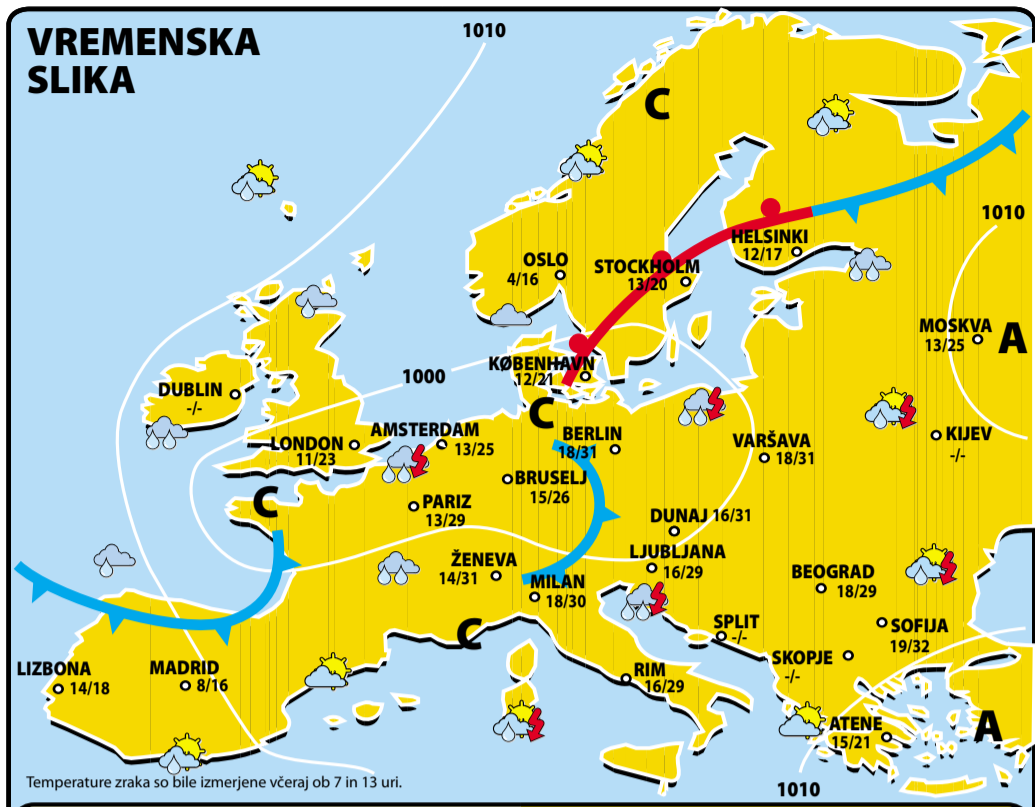 VREMENSKA
SLIKA
1010
C
1010
HELSINKI
12/17
OSLO
4/16
STOCKHOLM
13/20
MOSKVA
13/25
A
KØBENHAVN
12/21
1000
DUBLIN
-/-
C
AMSTERDAM
13/25
BERLIN
18/31
VARŠAVA
18/31
KIJEV
-/-
LONDON
11/23
BRUSELJ
15/26
C
PARIZ
13/29
DUNAJ 16/31
LJUBLJANA
16/29
ŽENEVA
14/31
MILAN
18/30
BEOGRAD
18/29
SPLIT
-/-
SOFIJA
19/32
C
SKOPJE
-/-
LIZBONA
14/18
MADRID
8/16
RIM
16/29
ATENE
15/21
A
Temperature zraka so bile izmerjene včeraj ob 7 in 13 uri.
1010